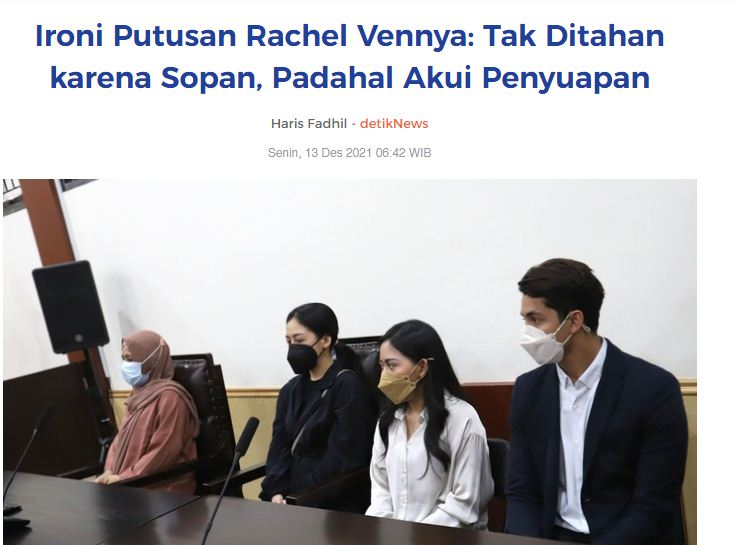 Ironi Putusan Rachel Vennya: Tak Ditahan
karena Sopan, Padahal Akui Penyuapan
Haris Fadhil - detikNews
Senin, 13 Des 2021 06:42 WIB